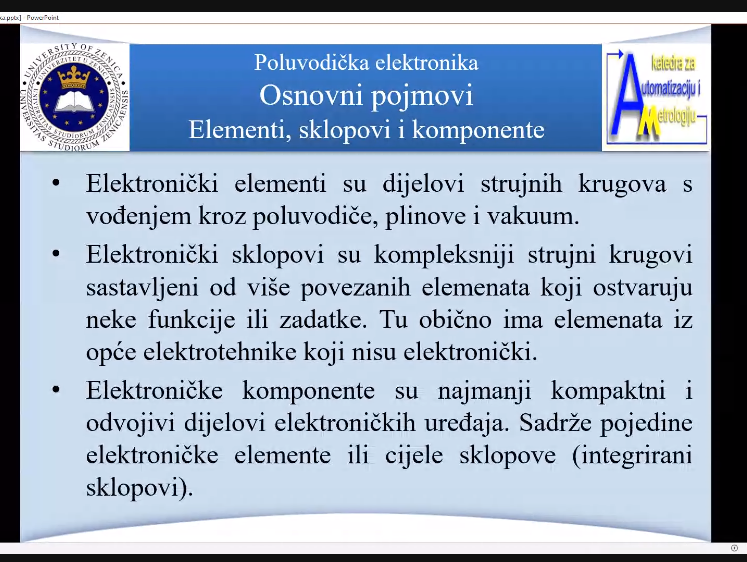 ka.pptx] - PowerPoint
UNIVERSITY OF ZENICA
UNIVERZITET U ZENICI
UNIVERSITAS STUDIORUM ZENICAENSIS
Poluvodička elektronika
Osnovni pojmovi
Elementi, sklopovi i komponente
katedra za
Automatizaciju i
Metrologiju
• Elektronički elementi su dijelovi strujnih krugova s
vođenjem kroz poluvodiče, plinove i vakuum.
• Elektronički sklopovi su kompleksniji strujni krugovi
sastavljeni od više povezanih elemenata koji ostvaruju
neke funkcije ili zadatke. Tu obično ima elemenata iz
opće elektrotehnike koji nisu elektronički.
• Elektroničke komponente su najmanji kompaktni i
odvojivi dijelovi elektroničkih uređaja. Sadrže pojedine
elektroničke elemente ili cijele sklopove (integrirani
sklopovi).